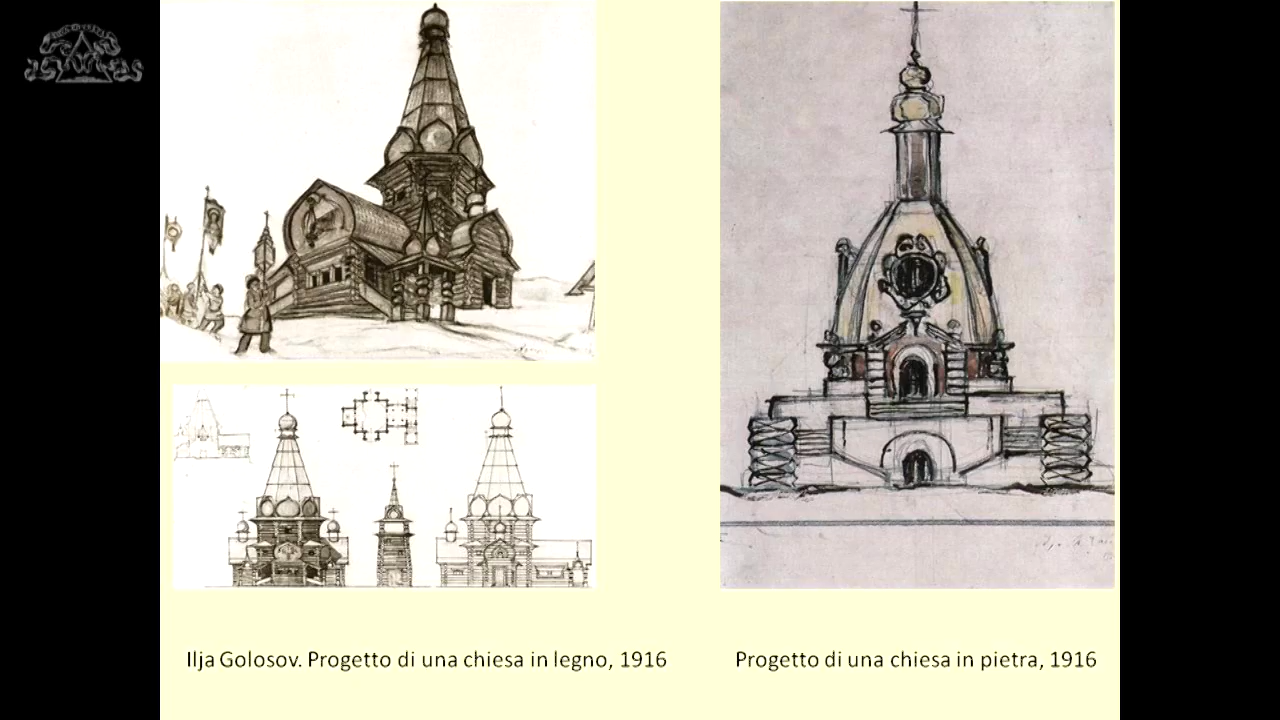 Ilja Golosov. Progetto di una chiesa in legno, 1916
Progetto di una chiesa in pietra, 1916